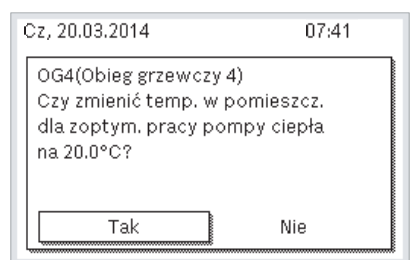 Cz, 20.03.2014 07:41
OG4(Obieg grzewczy 4)
Czy zmienić temp. w pomieszcz.
dla zoptym. pracy pompy ciepła
na 20.0°C?
Tak Nie